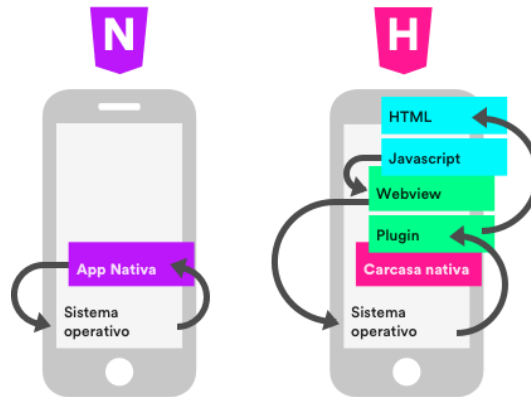 N
App Nativa
Sistema
operativo
H
HTML
Javascript
Webview
Plugin
Carcasa nativa
Sistema
operativo